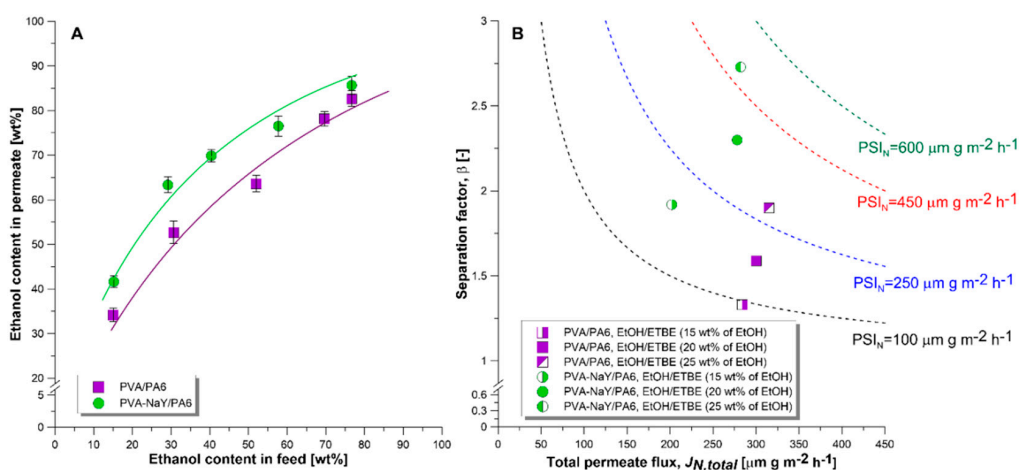 A
Ethanol content in permeate [wt%]
100
90
80
70
60
50
40
30
20
5
0
PVA/PA6
PVA-NaY/PA6
0 10 20 30 40 50 60 70 80 90 100
Ethanol content in feed [wt%]
B
Separation factor, β [-]
3
2.5
2
1.5
1
0.6
0.3
0
PSIN=600 μm g m-2 h-1
PSIN=450 μm g m-2 h-1
PSIN=250 μm g m-2 h-1
PSIN=100 μm g m-2 h-1
PVA/PA6, EtOH/ETBE (15 wt% of EtOH)
PVA/PA6, EtOH/ETBE (20 wt% of EtOH)
PVA/PA6, EtOH/ETBE (25 wt% of EtOH)
PVA-NaY/PA6, EtOH/ETBE (15 wt% of EtOH)
PVA-NaY/PA6, EtOH/ETBE (20 wt% of EtOH)
PVA-NaY/PA6, EtOH/ETBE (25 wt% of EtOH)
0 50 100 150 200 250 300 350 400 450
Total permeate flux, JN,total [μm g m-2 h-1]